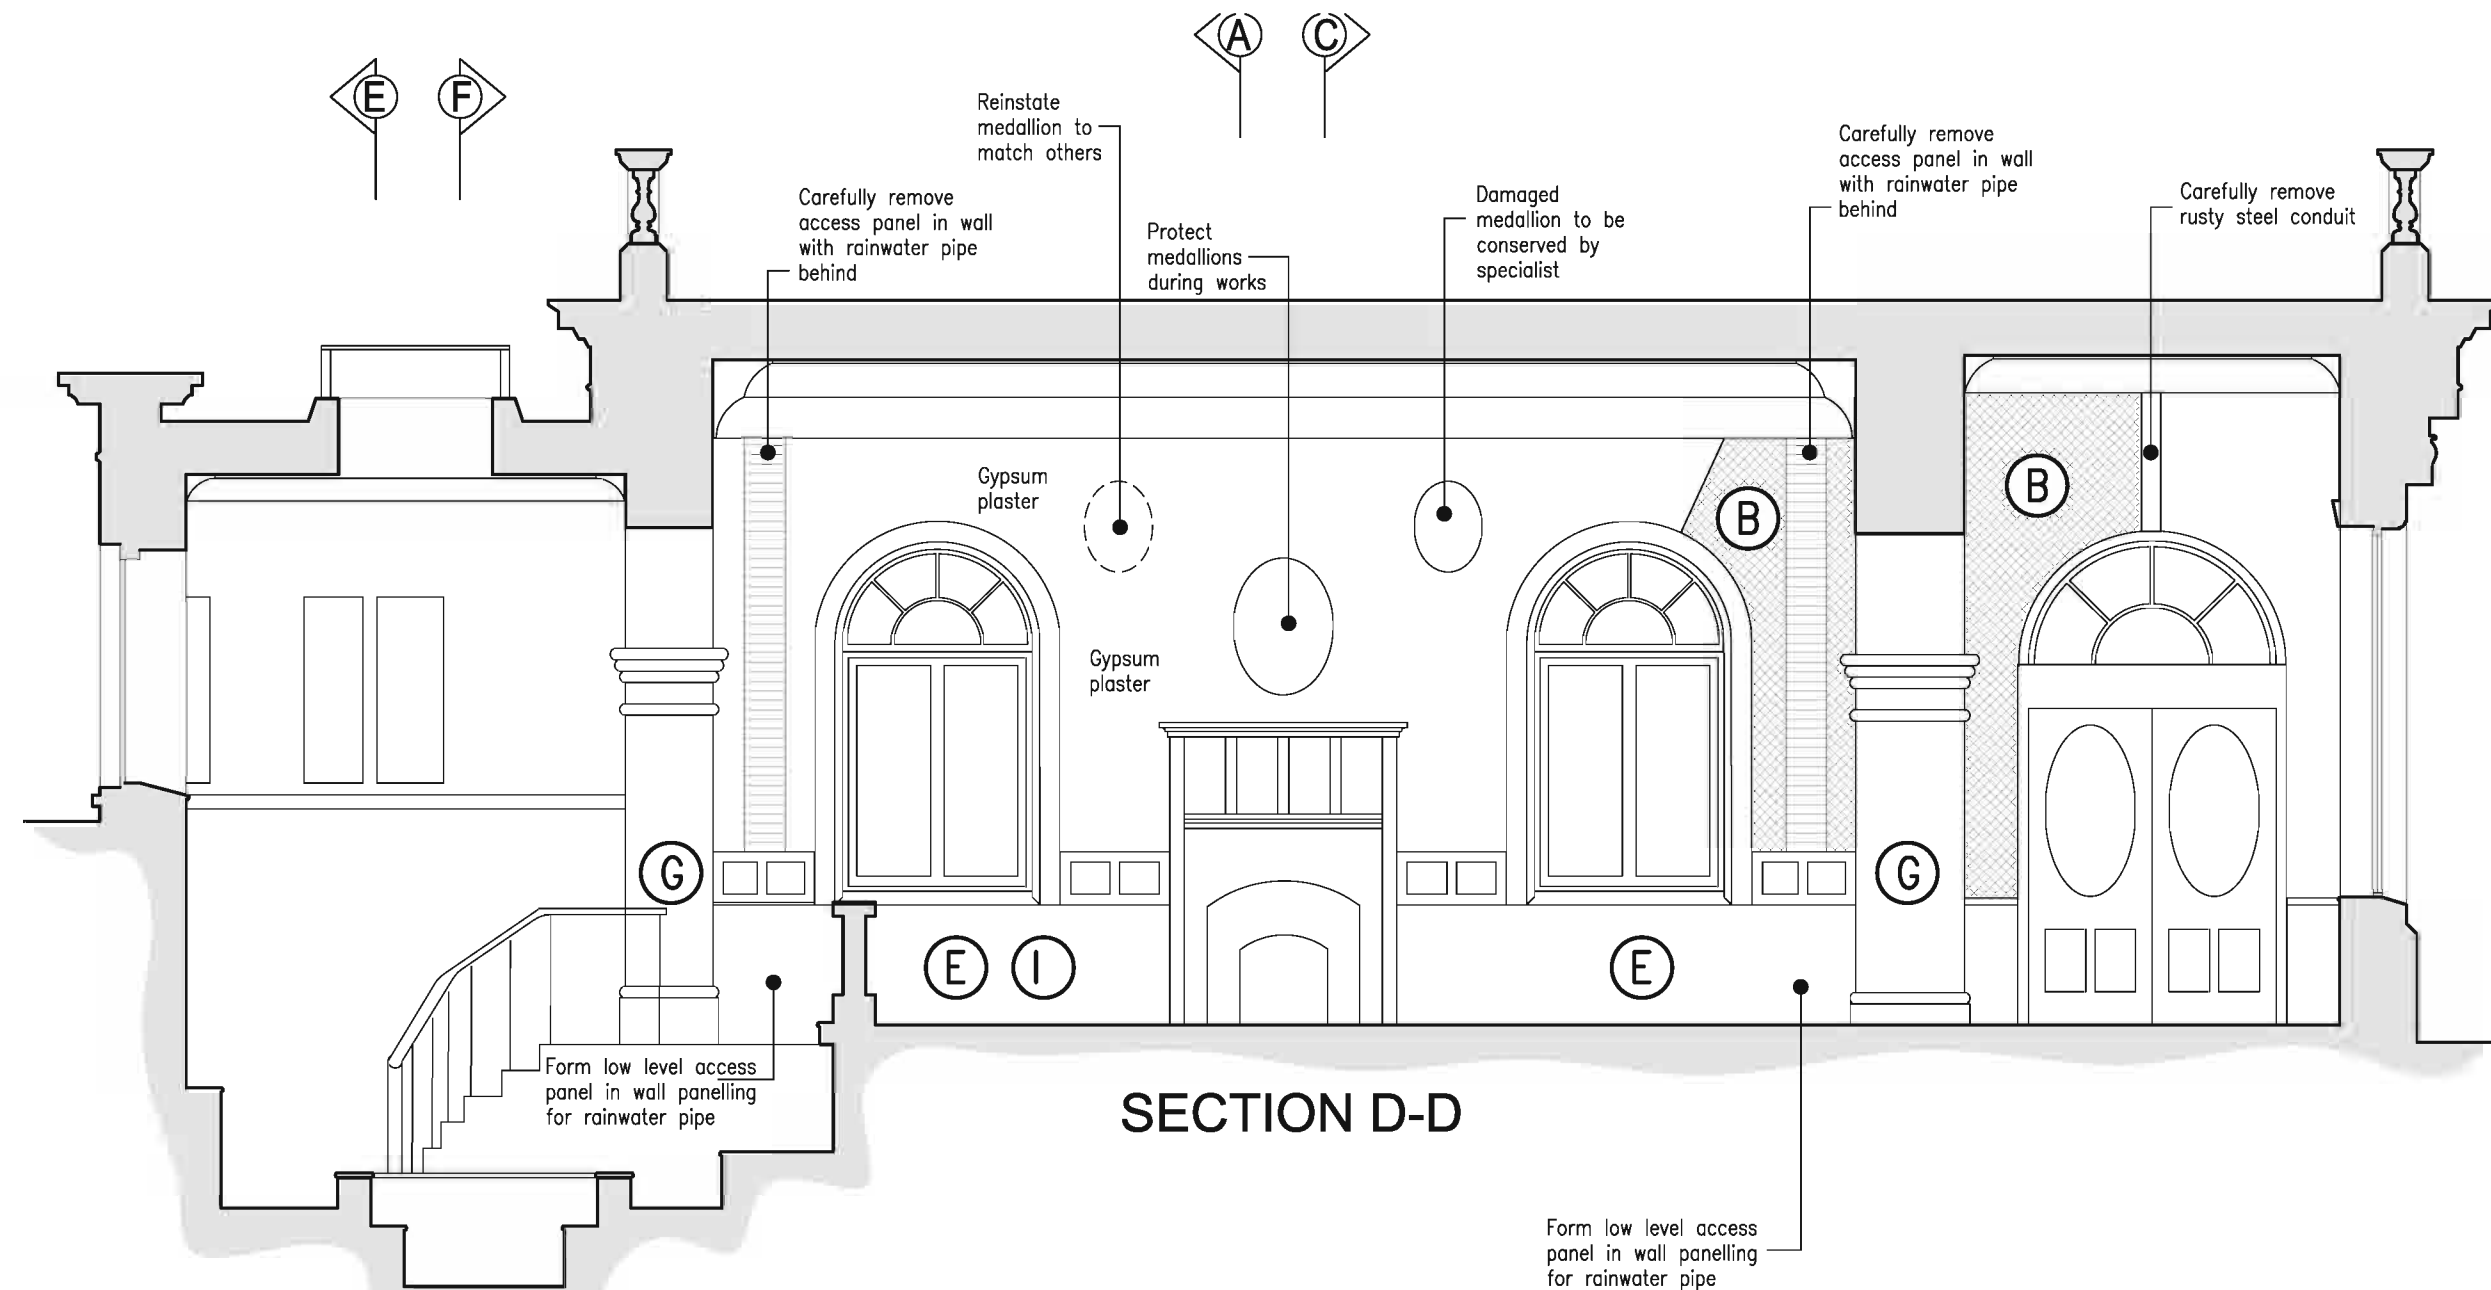 A
C
E
F
Reinstate
medallion to
match others
Carefully remove
access panel in wall
with rainwater pipe
behind
Protect
medallions
during works
Damaged
medallion to be
conserved by
specialist
Carefully remove
access panel in wall
with rainwater pipe
behind
Carefully remove
rusty steel conduit
Gypsum
plaster
B
B
Gypsum
plaster
G
G
E
I
E
Form low level access
panel in wall panelling
for rainwater pipe
SECTION D-D
Form low level access
panel in wall panelling
for rainwater pipe